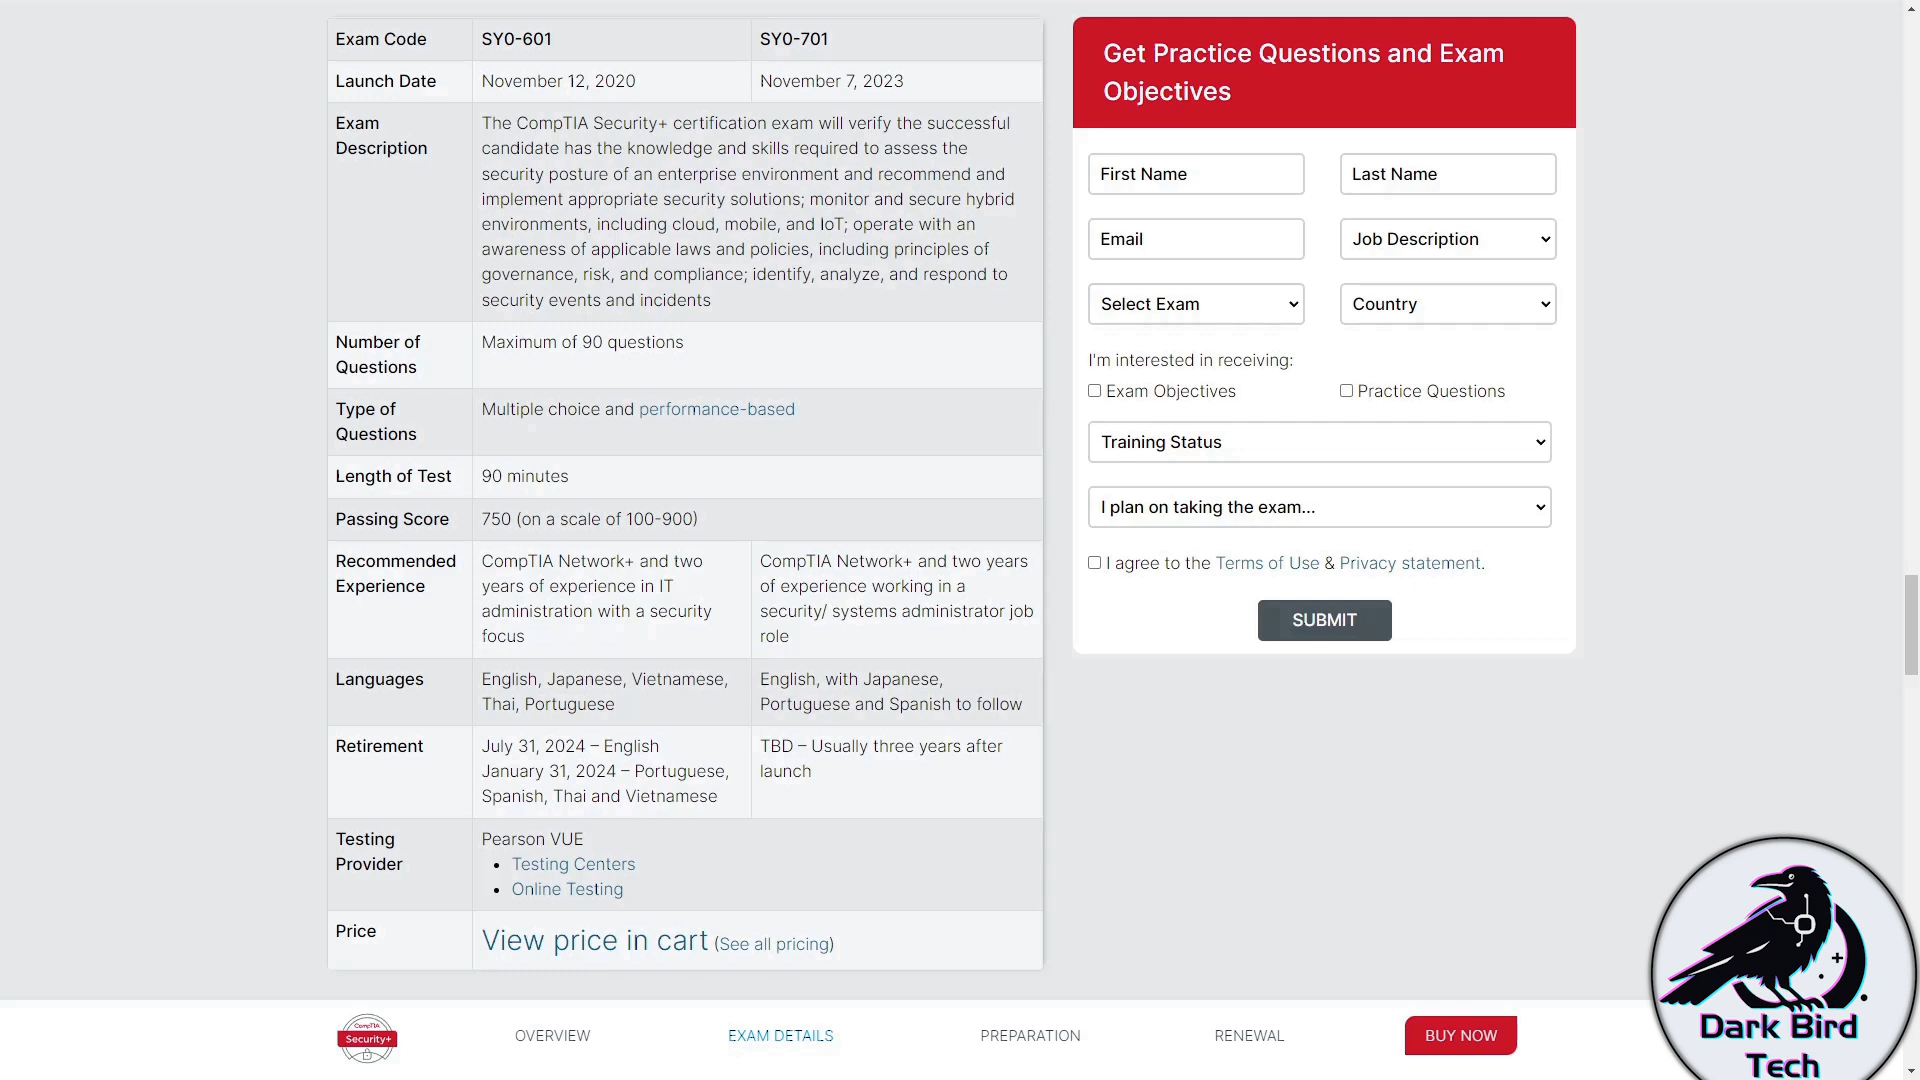 Exam Code SY0-601 SY0-701
Launch Date November 12, 2020 November 7, 2023
Exam
Description
The CompTIA Security+ certification exam will verify the successful
candidate has the knowledge and skills required to assess the
security posture of an enterprise environment and recommend and
implement appropriate security solutions; monitor and secure hybrid
environments, including cloud, mobile, and IoT; operate with an
awareness of applicable laws and policies, including principles of
governance, risk, and compliance; identify, analyze, and respond to
security events and incidents
Number of
Questions
Maximum of 90 questions
Type of
Questions
Multiple choice and performance-based
Length of Test 90 minutes
Passing Score 750 (on a scale of 100-900)
Recommended
Experience
CompTIA Network+ and two
years of experience in IT
administration with a security
focus
CompTIA Network+ and two years
of experience working in a
security/ systems administrator job
role
Languages
English, Japanese, Vietnamese,
Thai, Portuguese
English, with Japanese,
Portuguese and Spanish to follow
Retirement
July 31, 2024 – English
January 31, 2024 – Portuguese,
Spanish, Thai and Vietnamese
TBD – Usually three years after
launch
Testing
Provider
Pearson VUE
• Testing Centers
• Online Testing
Price
View price in cart (See all pricing)
Get Practice Questions and Exam
Objectives
First Name Last Name
Email Job Description
Select Exam Country
I'm interested in receiving:
Exam Objectives Practice Questions
Training Status
I plan on taking the exam...
I agree to the Terms of Use & Privacy statement.
SUBMIT
CompTIA
Security+
OVERVIEW EXAM DETAILS PREPARATION RENEWAL BUY NOW
Dark Bird
Tech